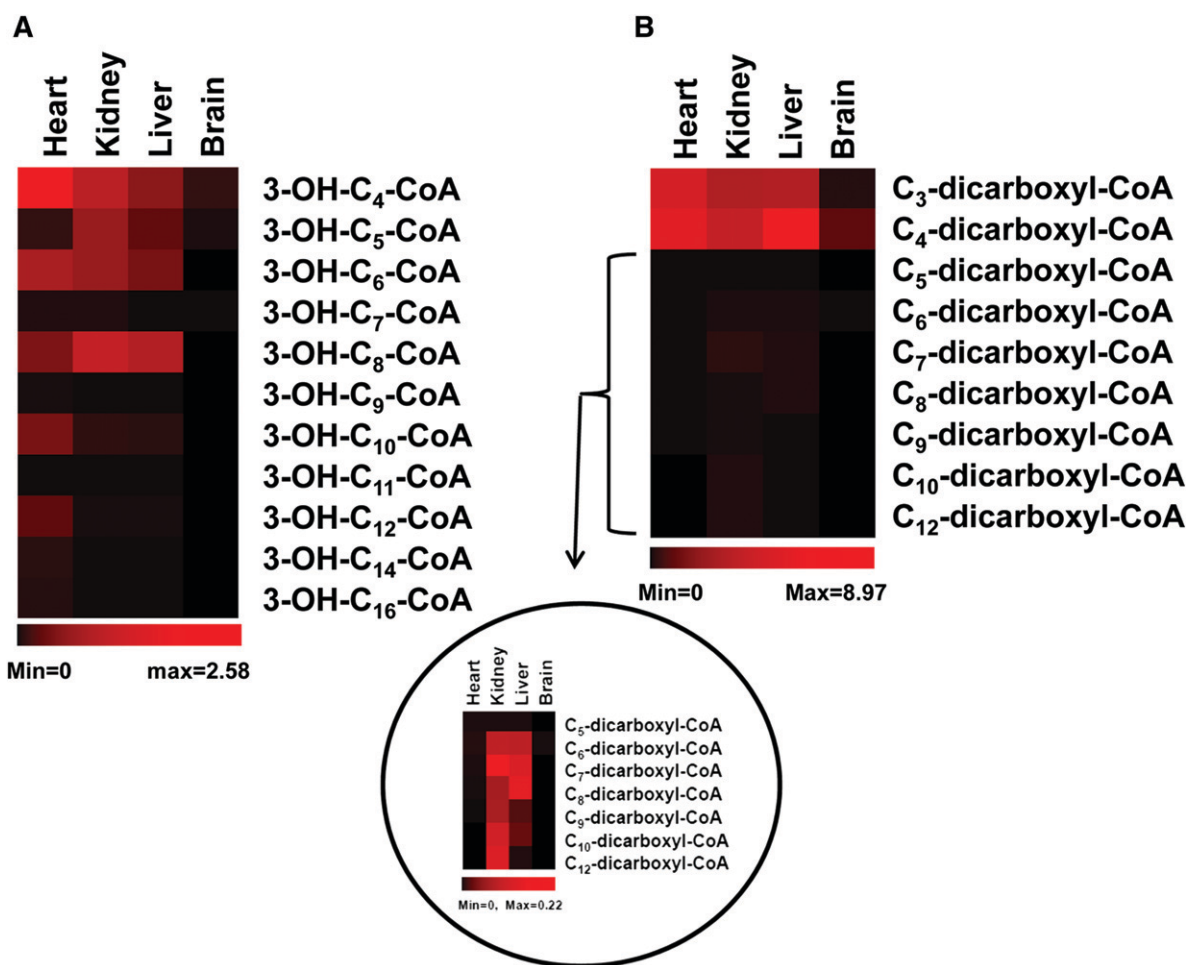 A
Heart Kidney Liver Brain
3-OH-C₄-CoA
3-OH-C₅-CoA
3-OH-C₆-CoA
3-OH-C₇-CoA
3-OH-C₈-CoA
3-OH-C₉-CoA
3-OH-C₁₀-CoA
3-OH-C₁₁-CoA
3-OH-C₁₂-CoA
3-OH-C₁₄-CoA
3-OH-C₁₆-CoA
Min=0 max=2.58
B
Heart Kidney Liver Brain
C₃-dicarboxyl-CoA
C₄-dicarboxyl-CoA
C₅-dicarboxyl-CoA
C₆-dicarboxyl-CoA
C₇-dicarboxyl-CoA
C₈-dicarboxyl-CoA
C₉-dicarboxyl-CoA
C₁₀-dicarboxyl-CoA
C₁₂-dicarboxyl-CoA
Min=0 Max=8.97
Heart Kidney Liver Brain
C₅-dicarboxyl-CoA
C₆-dicarboxyl-CoA
C₇-dicarboxyl-CoA
C₈-dicarboxyl-CoA
C₉-dicarboxyl-CoA
C₁₀-dicarboxyl-CoA
C₁₂-dicarboxyl-CoA
Min=0, Max=0.22